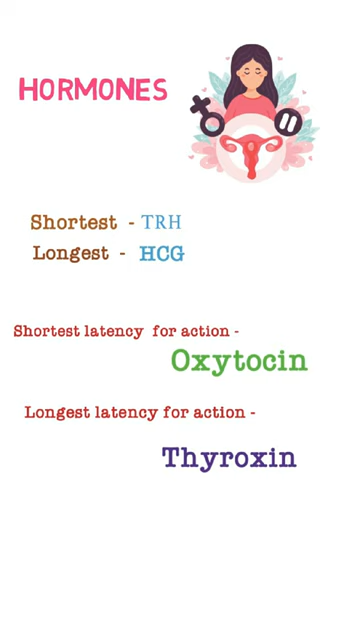 HORMONES
Shortest - TRH
Longest - HCG
Shortest latency for action -
Oxytocin
Longest latency for action -
Thyroxin